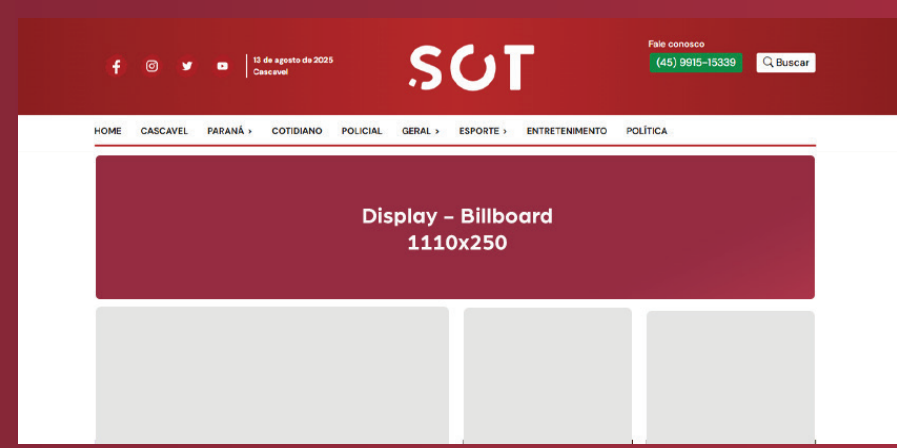 13 de agosto de 2025
Cascavel
.SOT
Fale conosco
(45) 9915-15339
Buscar
HOME CASCAVEL PARANÁ > COTIDIANO POLICIAL GERAL > ESPORTE > ENTRETENIMENTO POLÍTICA
Display – Billboard
1110x250